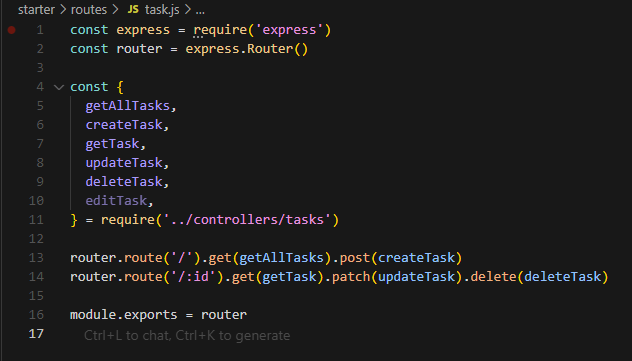 starter > routes > JS task.js > ...
1 const express = require('express')
2 const router = express.Router()
3
4 const {
5 getAllTasks,
6 createTask,
7 getTask,
8 updateTask,
9 deleteTask,
10 editTask,
11 } = require('../controllers/tasks')
12
13 router.route('/').get(getAllTasks).post(createTask)
14 router.route('/:id').get(getTask).patch(updateTask).delete(deleteTask)
15
16 module.exports = router
17 Ctrl+L to chat, Ctrl+K to generate